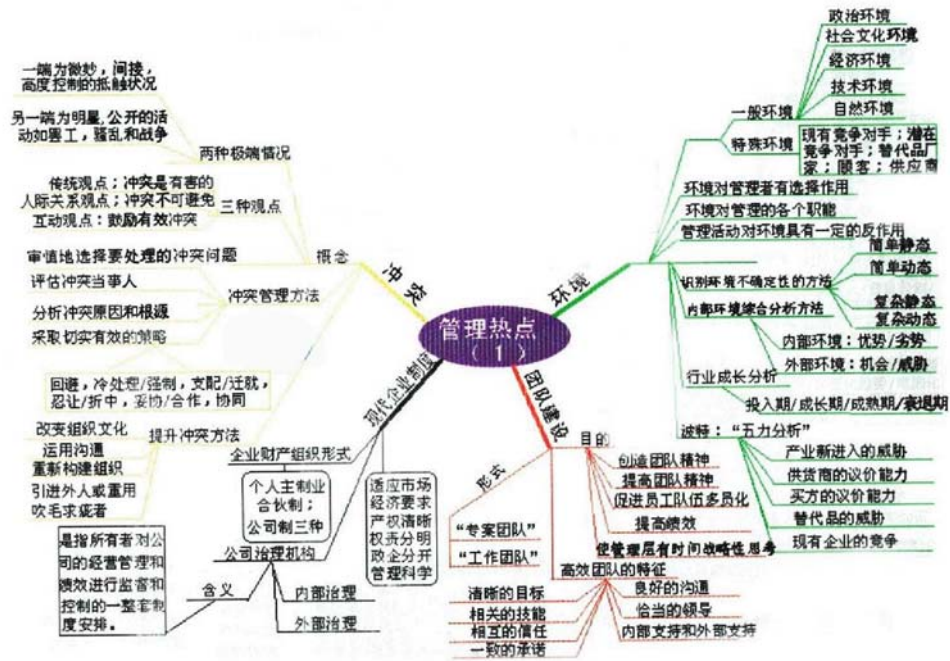 管理热点
（1）
冲突
概念
两种极端情况
一端为微妙，间接，
高度控制的抵触状况
另一端为明显,公开的活
动如罢工，骚乱和战争
三种观点
传统观点；冲突是有害的
人际关系观点；冲突不可避免
互动观点：鼓励有效冲突
冲突管理方法
审慎地选择要处理的冲突问题
评估冲突当事人
分析冲突原因和根源
采取切实有效的策略
回避，冷处理/强制，支配/迁就，
忍让/折中，妥协/合作，协同
提升冲突方法
改变组织文化
运用沟通
重新构建组织
引进外人或重用
吹毛求疵者
环境
一般环境
政治环境
社会文化环境
经济环境
技术环境
自然环境
特殊环境
现有竞争对手；潜在
竞争对手；替代品厂
家；顾客；供应商
环境对管理者有选择作用
环境对管理的各个职能
管理活动对环境具有一定的反作用
识别环境不确定性的方法
简单静态
简单动态
复杂静态
复杂动态
内部环境综合分析方法
内部环境：优势/劣势
外部环境：机会/威胁
行业成长分析
投入期/成长期/成熟期/衰退期
波特：“五力分析”
产业新进入的威胁
供货商的议价能力
买方的议价能力
替代品的威胁
现有企业的竞争
现代企业制度
企业财产组织形式
个人主制业
合伙制；
公司制三种
适应市场
经济要求
产权清晰
权责分明
政企分开
管理科学
公司治理机构
含义
是指所有者对公
司的经营管理和
绩效进行监督和
控制的一整套制
度安排。
内部治理
外部治理
团队建设
形式
“专案团队”
“工作团队”
目的
创造团队精神
提高团队精神
促进员工队伍多员化
提高绩效
使管理层有时间战略性思考
高效团队的特征
清晰的目标
相关的技能
相互的信任
一致的承诺
良好的沟通
恰当的领导
内部支持和外部支持